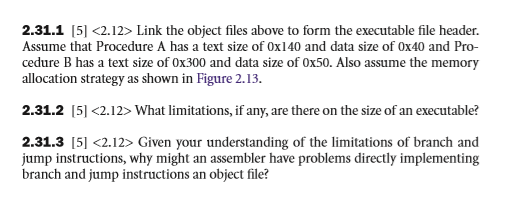 2.31.1 [5] <2.12> Link the object files above to form the executable file header.
Assume that Procedure A has a text size of 0x140 and data size of 0x40 and Pro-
cedure B has a text size of 0x300 and data size of 0x50. Also assume the memory
allocation strategy as shown in Figure 2.13.
2.31.2 [5] <2.12> What limitations, if any, are there on the size of an executable?
2.31.3 [5] <2.12> Given your understanding of the limitations of branch and
jump instructions, why might an assembler have problems directly implementing
branch and jump instructions an object file?